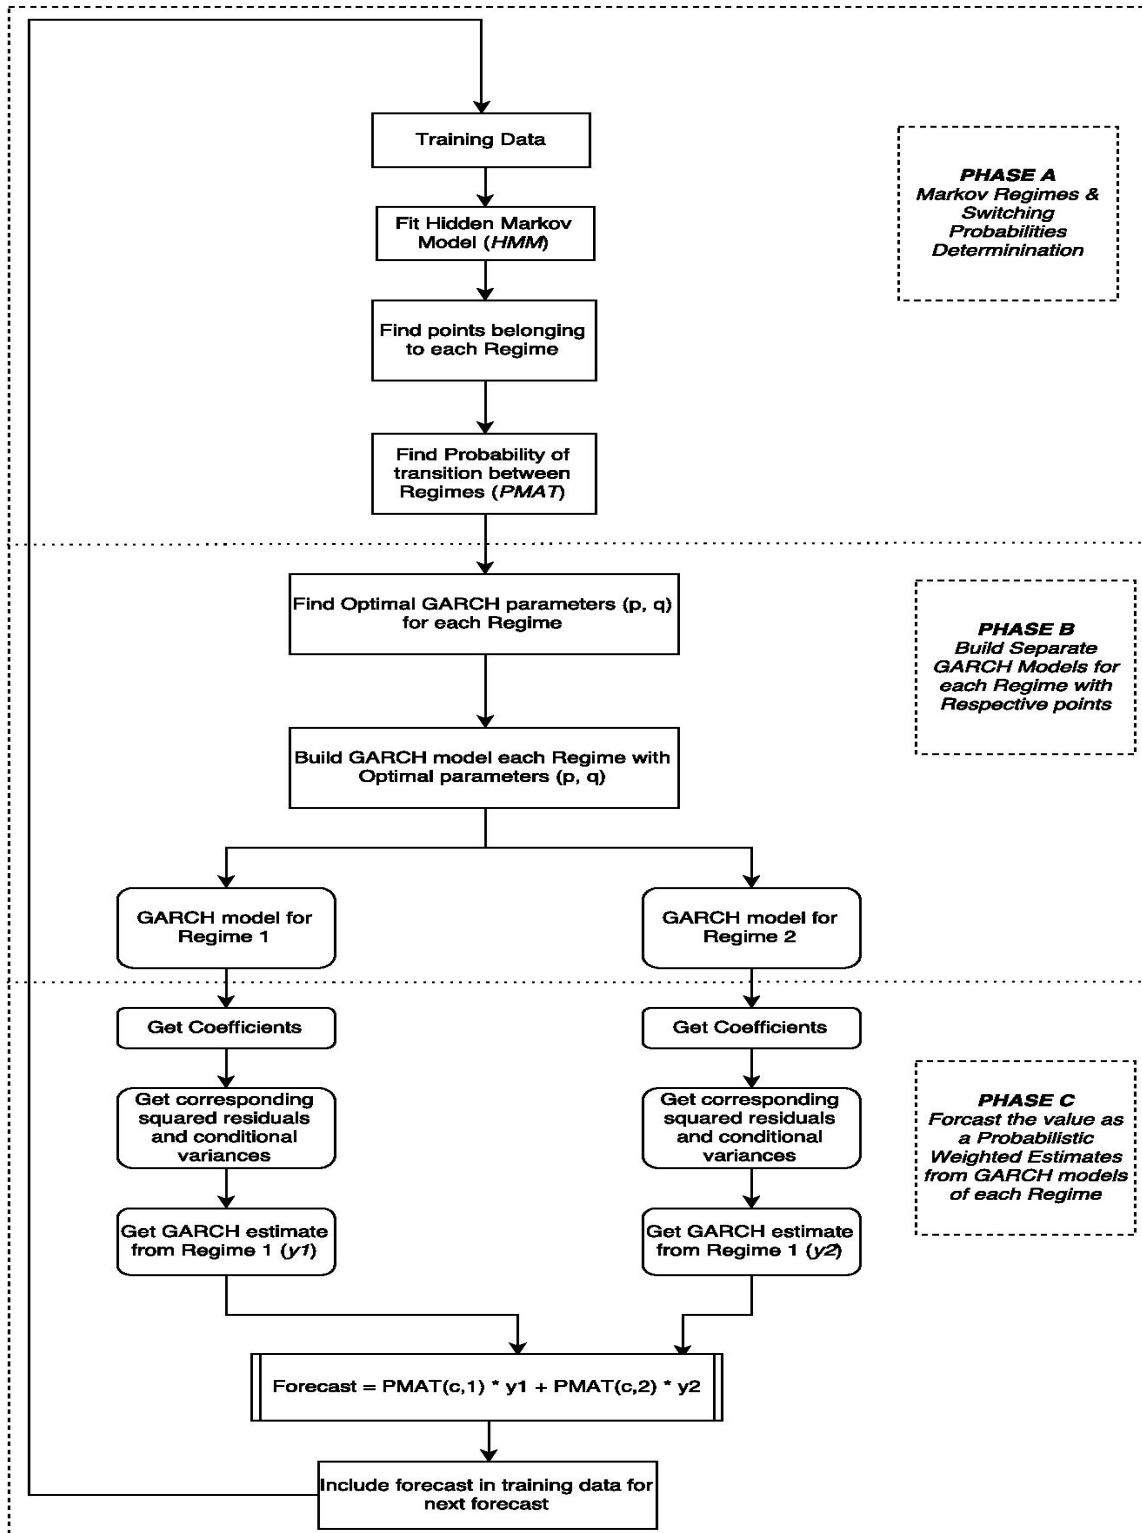 Training Data
PHASE A
Markov Regimes &
Switching
Probabilities
Determinination
Fit Hidden Markov
Model (HMM)
Find points belonging
to each Regime
Find Probability of
transition between
Regimes (PMAT)
Find Optimal GARCH parameters (p, q)
for each Regime
PHASE B
Build Separate
GARCH Models for
each Regime with
Respective points
Build GARCH model each Regime with
Optimal parameters (p, q)
GARCH model for
Regime 1
GARCH model for
Regime 2
Get Coefficients
Get Coefficients
Get corresponding
squared residuals
and conditional
variances
Get corresponding
squared residuals
and conditional
variances
PHASE C
Forcast the value as
a Probabilistic
Weighted Estimates
from GARCH models
of each Regime
Get GARCH estimate
from Regime 1 (y1)
Get GARCH estimate
from Regime 1 (y2)
Forecast = PMAT(c,1) * y1 + PMAT(c,2) * y2
Include forecast in training data for
next forecast